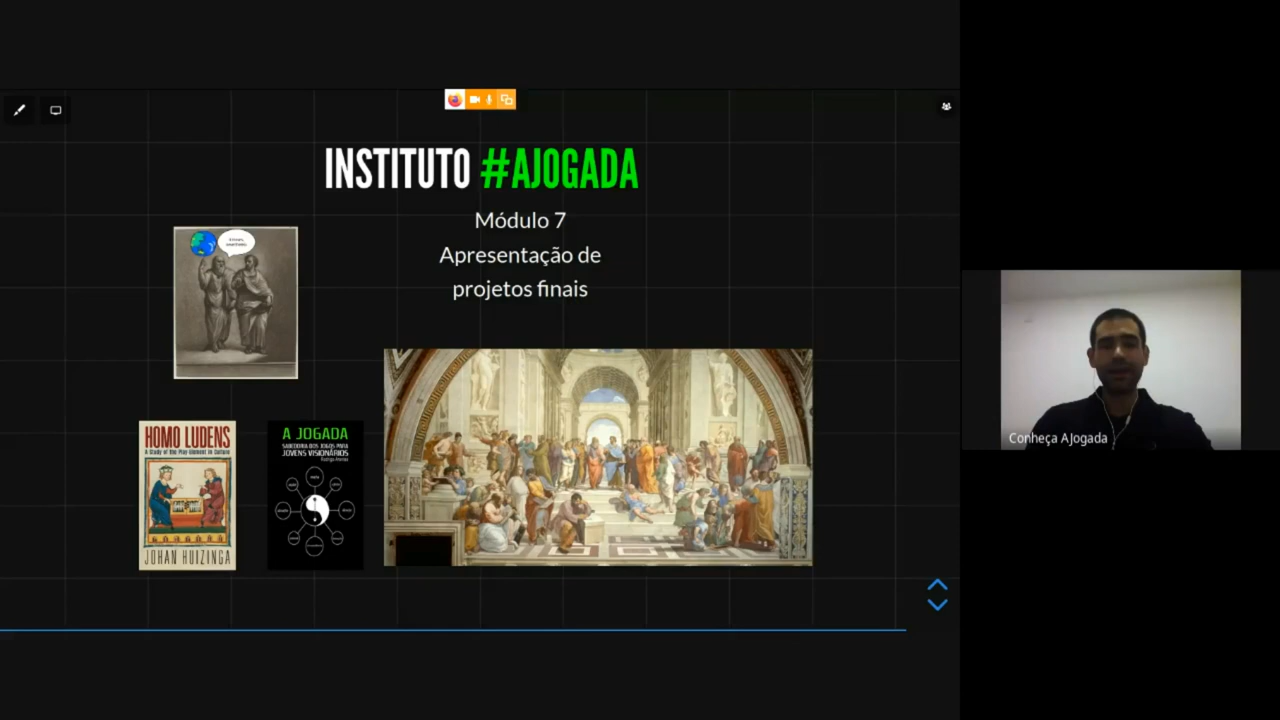 INSTITUTO #AJOGADA
Módulo 7
Apresentação de
projetos finais
HOMO LUDENS
A Study of the Play Element in Culture
JOHAN HUIZINGA
A JOGADA
SABEDORIA DOS JOGOS PARA
JOVENS VISIONÁRIOS
Conheça AJogada